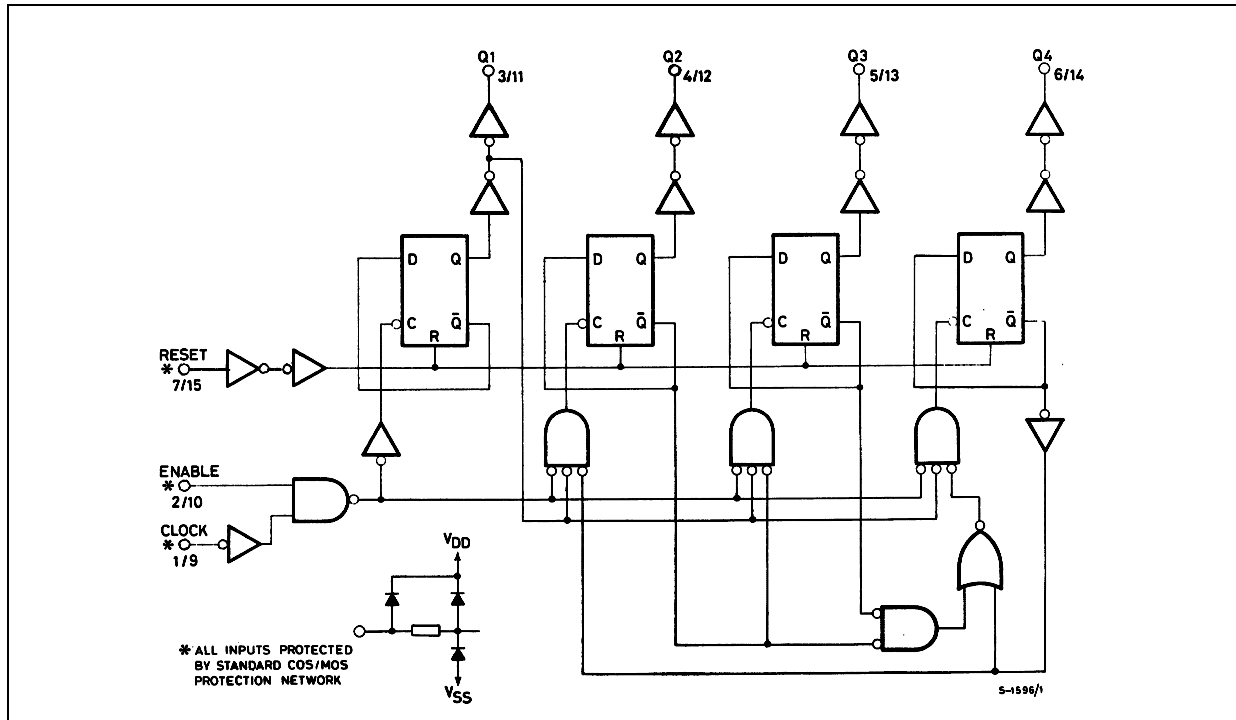 Q1
3/11
Q2
4/12
Q3
5/13
Q4
6/14
D Q
C Q̄
R
D Q
C Q̄
R
D Q
C Q̄
R
D Q
C Q̄
R
RESET
*
7/15
ENABLE
*
2/10
CLOCK
*
1/9
VDD
* ALL INPUTS PROTECTED
BY STANDARD COS/MOS
PROTECTION NETWORK
VSS
S-1596/1